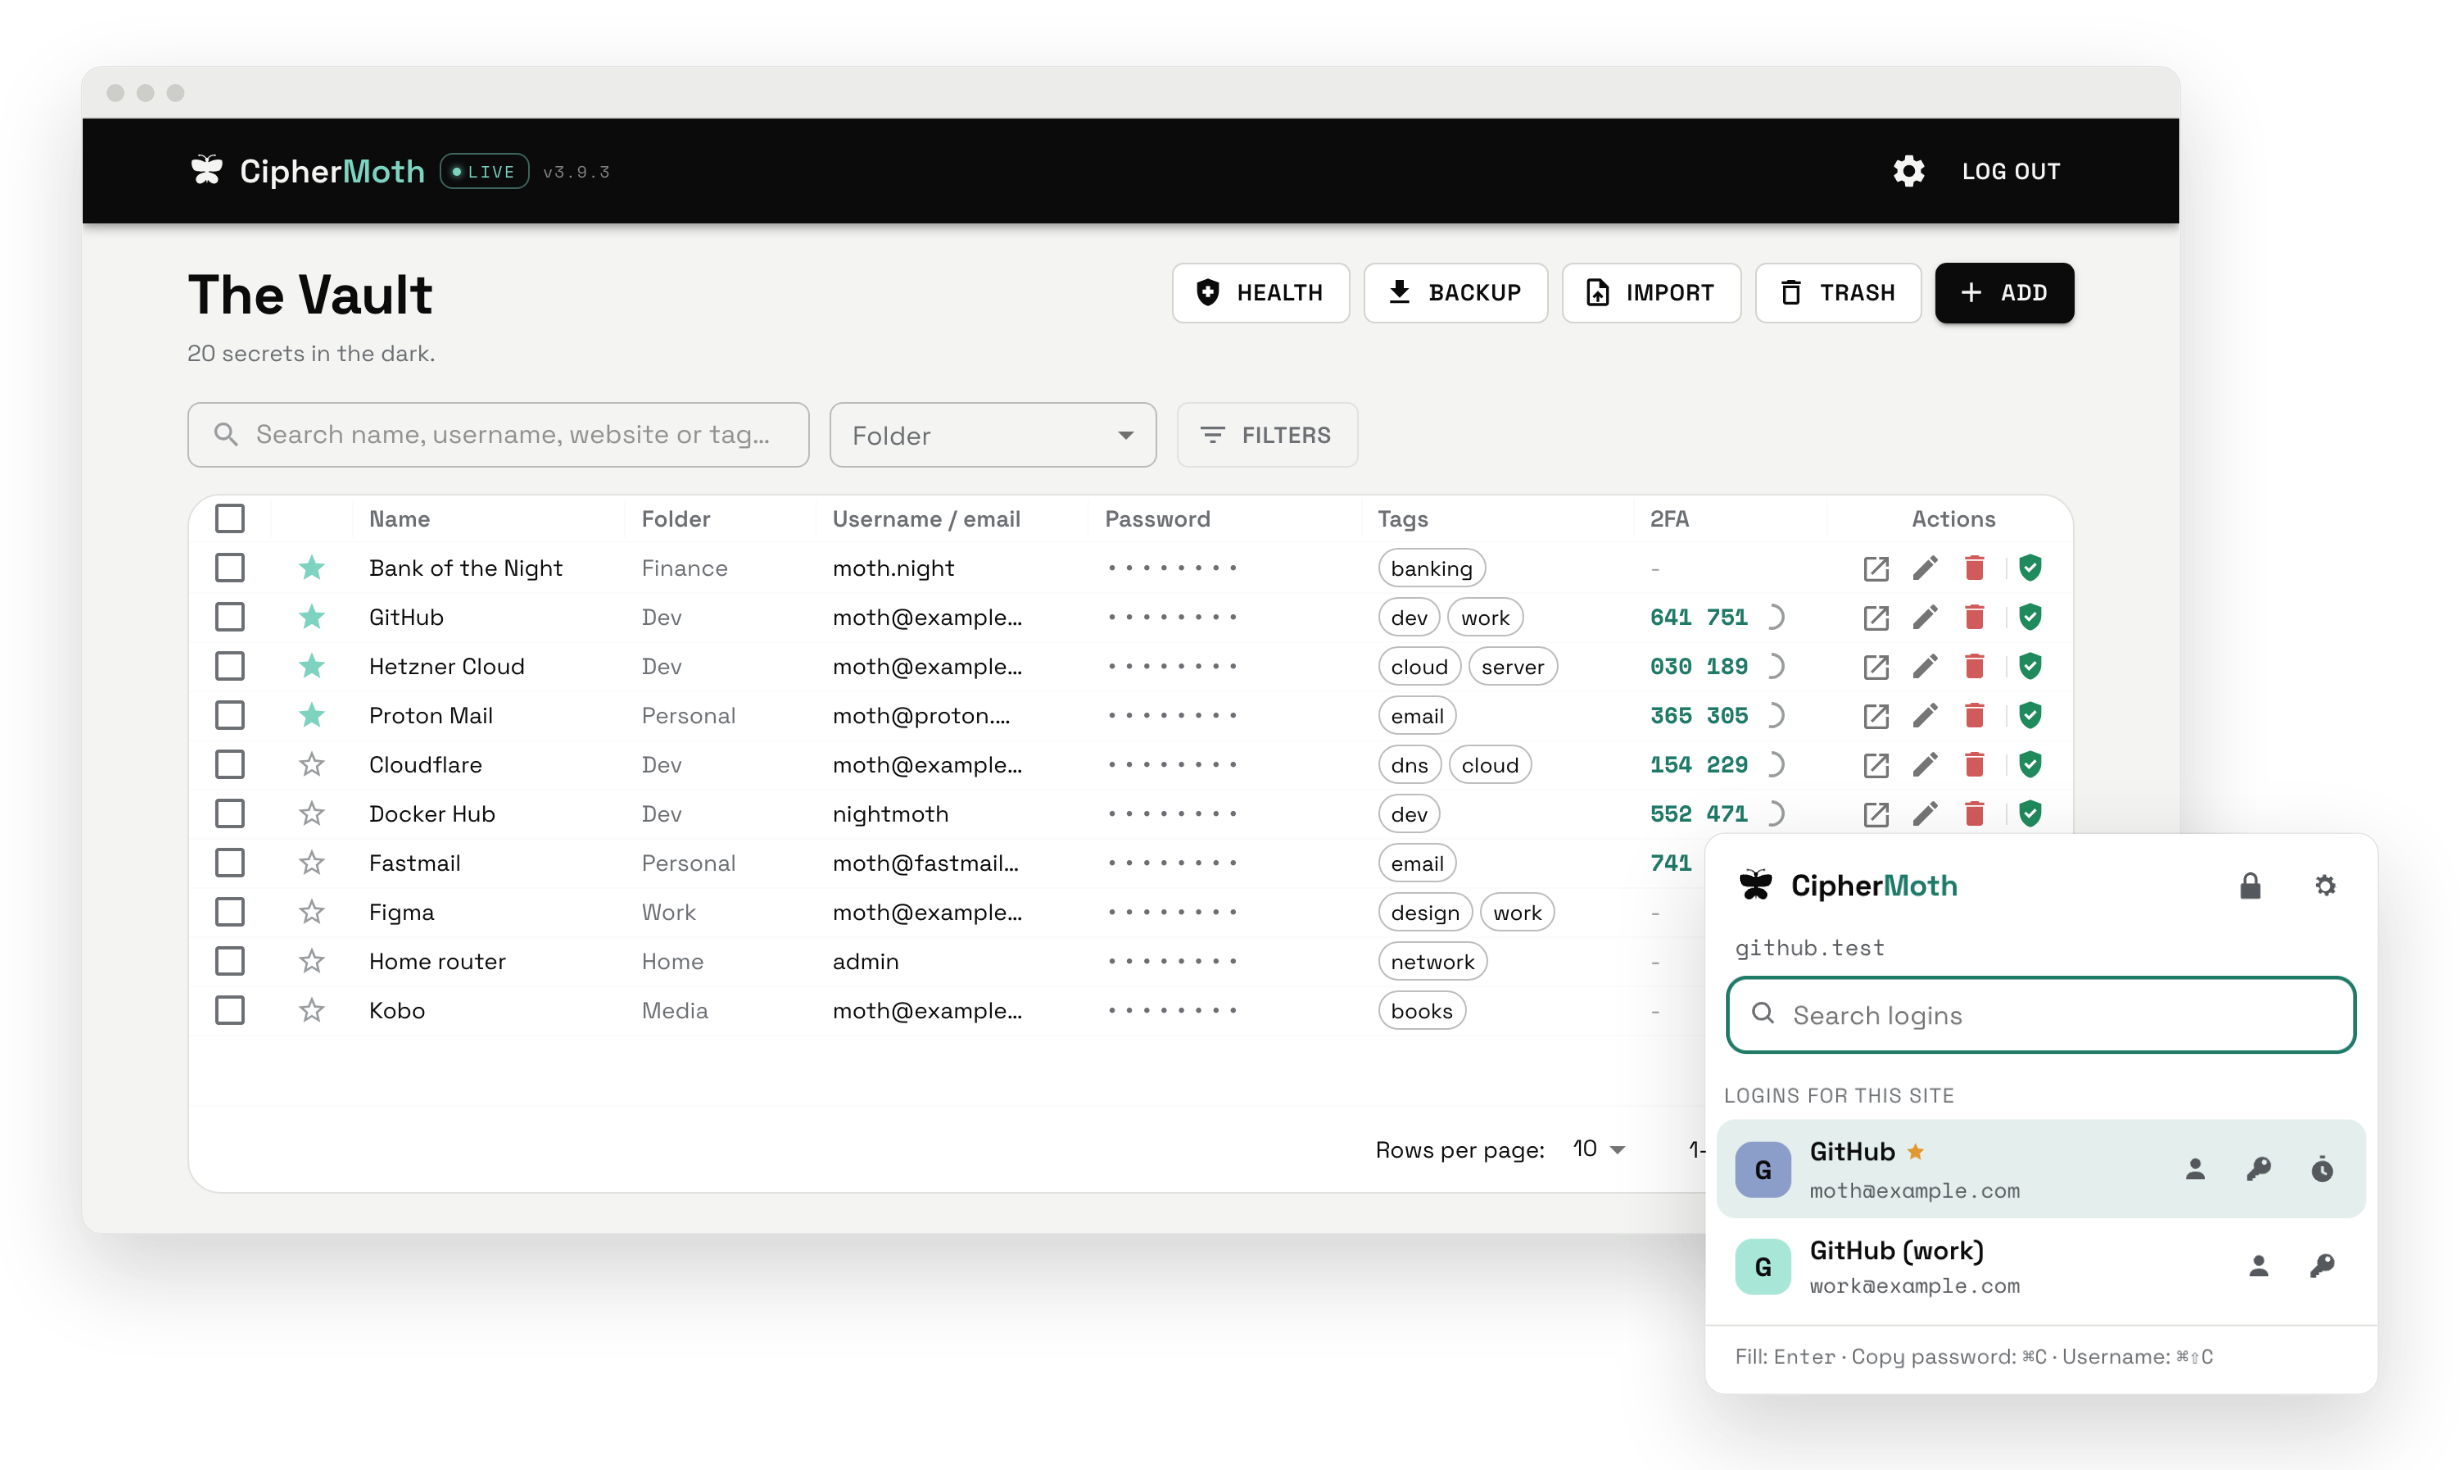 CipherMoth LIVE v3.9.3 LOG OUT
The Vault
HEALTH BACKUP IMPORT TRASH + ADD
20 secrets in the dark.
Search name, username, website or tag...
Folder
FILTERS
Name Folder Username / email Password Tags 2FA Actions
Bank of the Night Finance moth.night •••••••• banking -
GitHub Dev moth@example... •••••••• dev work 641 751
Hetzner Cloud Dev moth@example... •••••••• cloud server 030 189
Proton Mail Personal moth@proton.... •••••••• email 365 305
Cloudflare Dev moth@example... •••••••• dns cloud 154 229
Docker Hub Dev nightmoth •••••••• dev 552 471
Fastmail Personal moth@fastmail... •••••••• email 741
Figma Work moth@example... •••••••• design work -
Home router Home admin •••••••• network -
Kobo Media moth@example... •••••••• books -
Rows per page: 10 1-
CipherMoth
github.test
Search logins
LOGINS FOR THIS SITE
G GitHub
moth@example.com
G GitHub (work)
work@example.com
Fill: Enter · Copy password: ⌘C · Username: ⌘⇧C